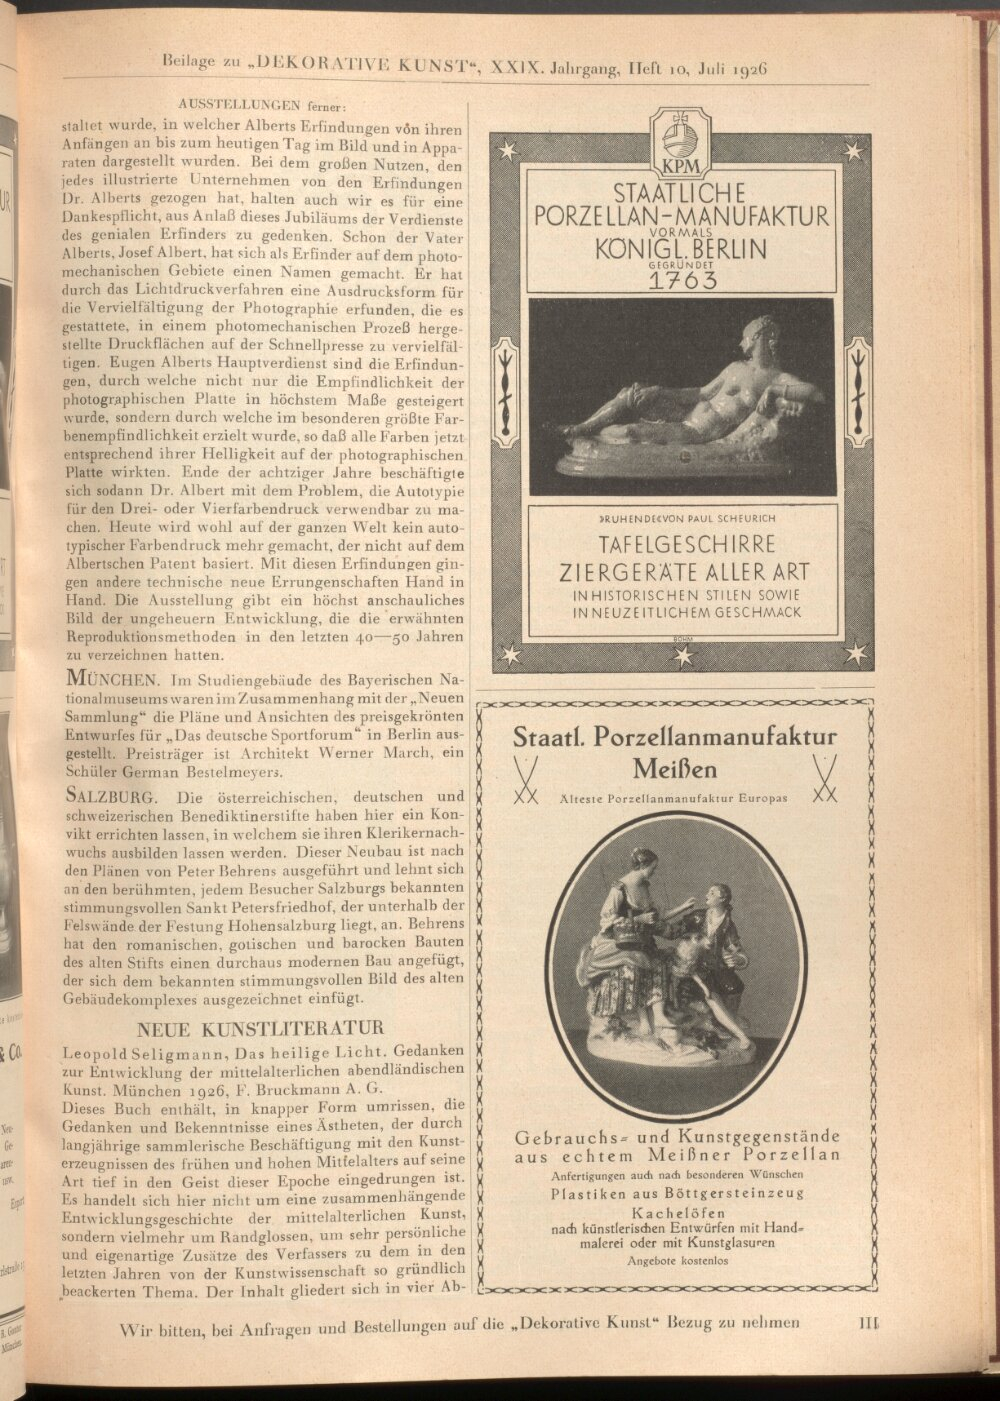 Beilage zu „DEKORATIVE KUNST“, XXIX. Jahrgang, Heft 10, Juli 1926
AUSSTELLUNGEN ferner:
staltet wurde, in welcher Alberts Erfindungen von ihren
Anfängen an bis zum heutigen Tag im Bild und in Appa-
raten dargestellt wurden. Bei dem großen Nutzen, den
jedes illustrierte Unternehmen von den Erfindungen
Dr. Alberts gezogen hat, halten auch wir es für eine
Dankespflicht, aus Anlaß dieses Jubiläums der Verdienste
des genialen Erfinders zu gedenken. Schon der Vater
Alberts, Josef Albert, hat sich als Erfinder auf dem photo-
mechanischen Gebiete einen Namen gemacht. Er hat
durch das Lichtdruckverfahren eine Ausdrucksform für
die Vervielfältigung der Photographie erfunden, die es
gestattete, in einem photomechanischen Prozeß herge-
stellte Druckflächen auf der Schnellpresse zu vervielfäl-
tigen. Eugen Alberts Hauptverdienst sind die Erfindun-
gen, durch welche nicht nur die Empfindlichkeit der
photographischen Platte in höchstem Maße gesteigert
wurde, sondern durch welche im besonderen größte Far-
benempfindlichkeit erzielt wurde, so daß alle Farben jetzt
entsprechend ihrer Helligkeit auf der photographischen
Platte wirkten. Ende der achtziger Jahre beschäftigte
sich sodann Dr. Albert mit dem Problem, die Autotypie
für den Drei- oder Vierfarbendruck verwendbar zu ma-
chen. Heute wird wohl auf der ganzen Welt kein auto-
typischer Farbendruck mehr gemacht, der nicht auf dem
Albertschen Patent basiert. Mit diesen Erfindungen gin-
gen andere technische neue Errungenschaften Hand in
Hand. Die Ausstellung gibt ein höchst anschauliches
Bild der ungeheuern Entwicklung, die die erwähnten
Reproduktionsmethoden in den letzten 40—50 Jahren
zu verzeichnen hatten.
MÜNCHEN. Im Studiengebäude des Bayerischen Na-
tionalmuseums waren im Zusammenhang mit der „Neuen
Sammlung“ die Pläne und Ansichten des preisgekrönten
Entwurfes für „Das deutsche Sportforum“ in Berlin aus-
gestellt. Preisträger ist Architekt Werner March, ein
Schüler German Bestelmeyers.
SALZBURG. Die österreichischen, deutschen und
schweizerischen Benediktinerstifte haben hier ein Kon-
vikt errichten lassen, in welchem sie ihren Klerikernach-
wuchs ausbilden lassen werden. Dieser Neubau ist nach
den Plänen von Peter Behrens ausgeführt und lehnt sich
an den berühmten, jedem Besucher Salzburgs bekannten
stimmungsvollen Sankt Petersfriedhof, der unterhalb der
Felswände der Festung Hohensalzburg liegt, an. Behrens
hat den romanischen, gotischen und barocken Bauten
des alten Stifts einen durchaus modernen Bau angefügt,
der sich dem bekannten stimmungsvollen Bild des alten
Gebäudekomplexes ausgezeichnet einfügt.
NEUE KUNSTLITERATUR
Leopold Seligmann, Das heilige Licht. Gedanken
zur Entwicklung der mittelalterlichen abendländischen
Kunst. München 1926, F. Bruckmann A. G.
Dieses Buch enthält, in knapper Form umrissen, die
Gedanken und Bekenntnisse eines Ästheten, der durch
langjährige sammlerische Beschäftigung mit den Kunst-
erzeugnissen des frühen und hohen Mittelalters auf seine
Art tief in den Geist dieser Epoche eingedrungen ist.
Es handelt sich hier nicht um eine zusammenhängende
Entwicklungsgeschichte der mittelalterlichen Kunst,
sondern vielmehr um Randglossen, um sehr persönliche
und eigenartige Zusätze des Verfassers zu dem in den
letzten Jahren von der Kunstwissenschaft so gründlich
beackerten Thema. Der Inhalt gliedert sich in vier Ab-
KPM
STAATLICHE
PORZELLAN-MANUFAKTUR
VORMALS
KÖNIGL. BERLIN
GEGRÜNDET
1763
»RUHENDE« VON PAUL SCHEURICH
TAFELGESCHIRRE
ZIERGERÄTE ALLER ART
IN HISTORISCHEN STILEN SOWIE
IN NEUZEITLICHEM GESCHMACK
BÖHM
Staatl. Porzellanmanufaktur
Meißen
Älteste Porzellanmanufaktur Europas
Gebrauchs- und Kunstgegenstände
aus echtem Meißner Porzellan
Anfertigungen auch nach besonderen Wünschen
Plastiken aus Böttgersteinzeug
Kachelöfen
nach künstlerischen Entwürfen mit Hand-
malerei oder mit Kunstglasuren
Angebote kostenlos
Wir bitten, bei Anfragen und Bestellungen auf die „Dekorative Kunst“ Bezug zu nehmen
III